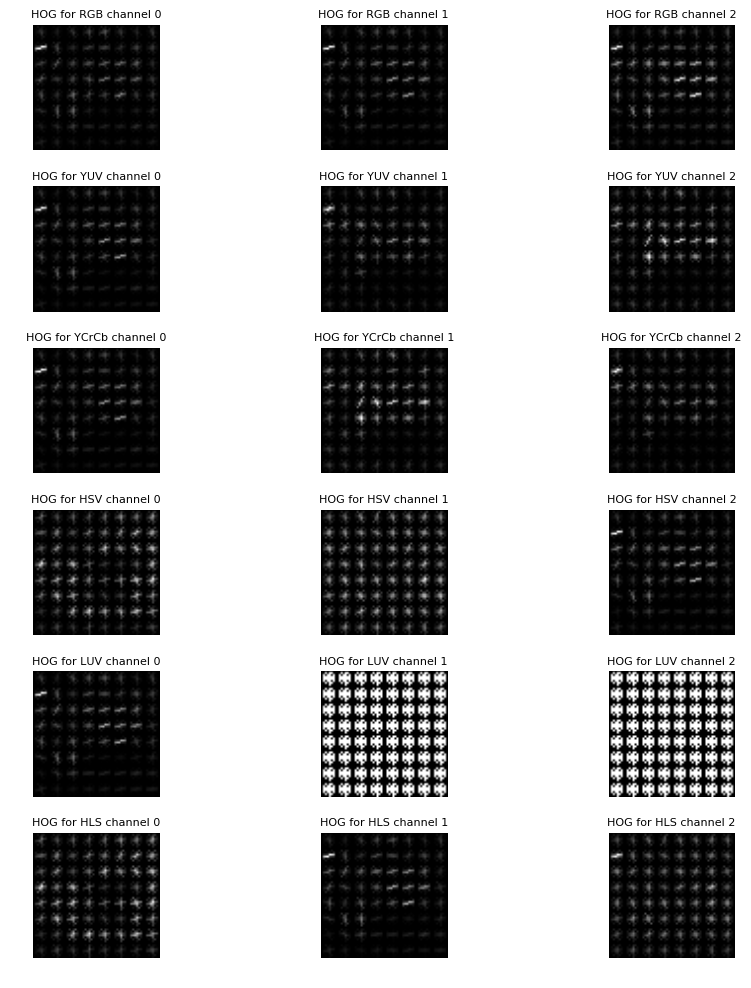 HOG for RGB channel 0
HOG for RGB channel 1
HOG for RGB channel 2
HOG for YUV channel 0
HOG for YUV channel 1
HOG for YUV channel 2
HOG for YCrCb channel 0
HOG for YCrCb channel 1
HOG for YCrCb channel 2
HOG for HSV channel 0
HOG for HSV channel 1
HOG for HSV channel 2
HOG for LUV channel 0
HOG for LUV channel 1
HOG for LUV channel 2
HOG for HLS channel 0
HOG for HLS channel 1
HOG for HLS channel 2